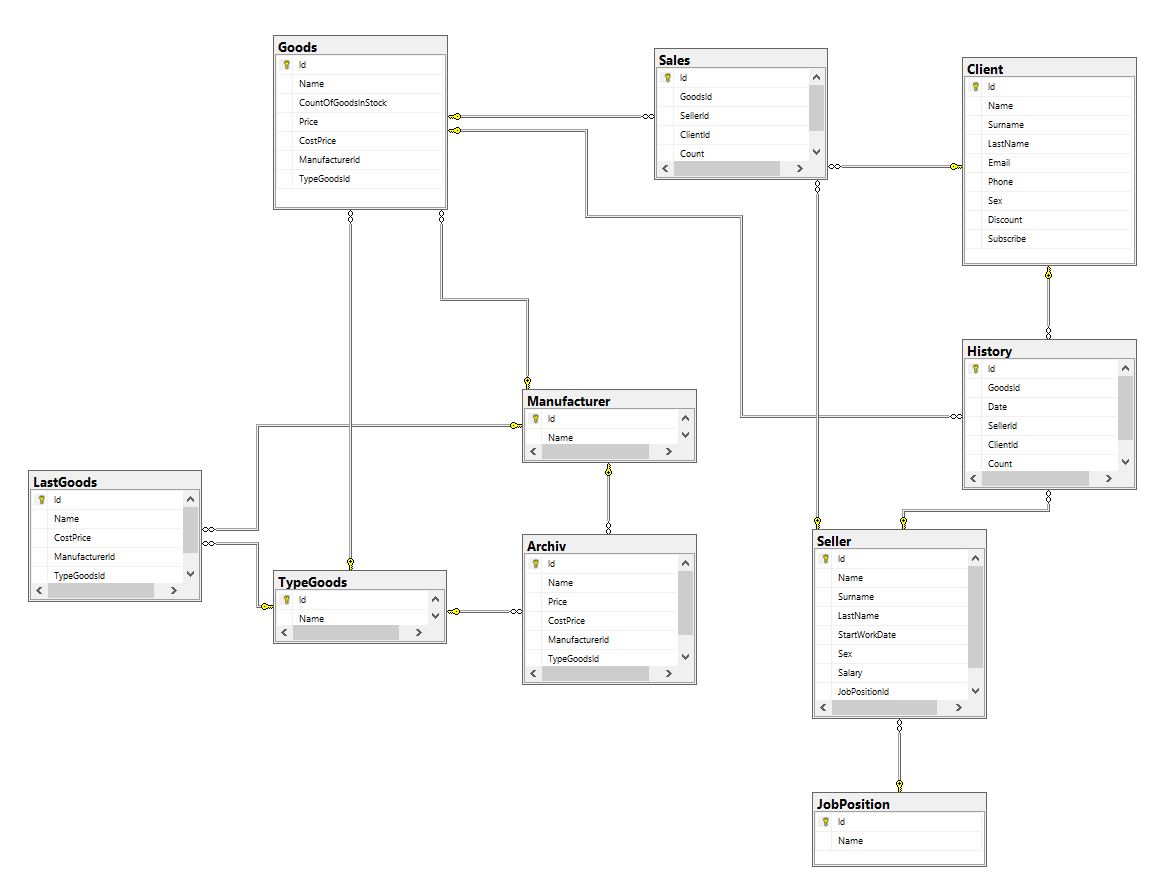 Goods
Id
Name
CountOfGoodsInStock
Price
CostPrice
ManufacturerId
TypeGoodsId
Sales
Id
GoodsId
SellerId
ClientId
Count
Client
Id
Name
Surname
LastName
Email
Phone
Sex
Discount
Subscribe
History
Id
GoodsId
Date
SellerId
ClientId
Count
Manufacturer
Id
Name
LastGoods
Id
Name
CostPrice
ManufacturerId
TypeGoodsId
TypeGoods
Id
Name
Archiv
Id
Name
Price
CostPrice
ManufacturerId
TypeGoodsId
Seller
Id
Name
Surname
LastName
StartWorkDate
Sex
Salary
JobPositionId
JobPosition
Id
Name